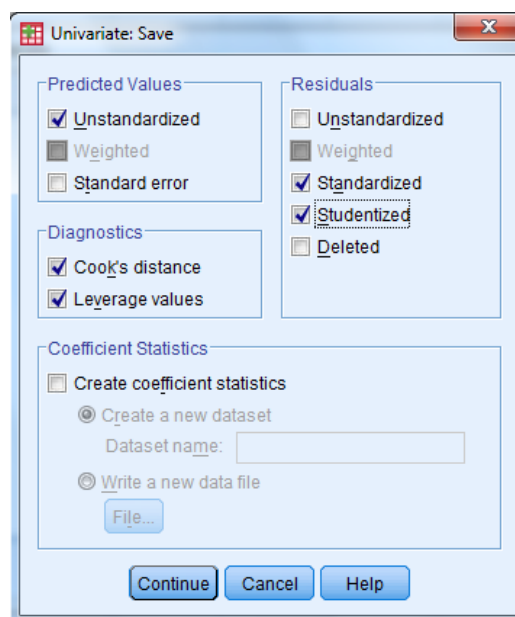 Univariate: Save
Predicted Values
Unstandardized
Weighted
Standard error
Diagnostics
Cook's distance
Leverage values
Residuals
Unstandardized
Weighted
Standardized
Studentized
Deleted
Coefficient Statistics
Create coefficient statistics
Create a new dataset
Dataset name:
Write a new data file
File...
Continue Cancel Help